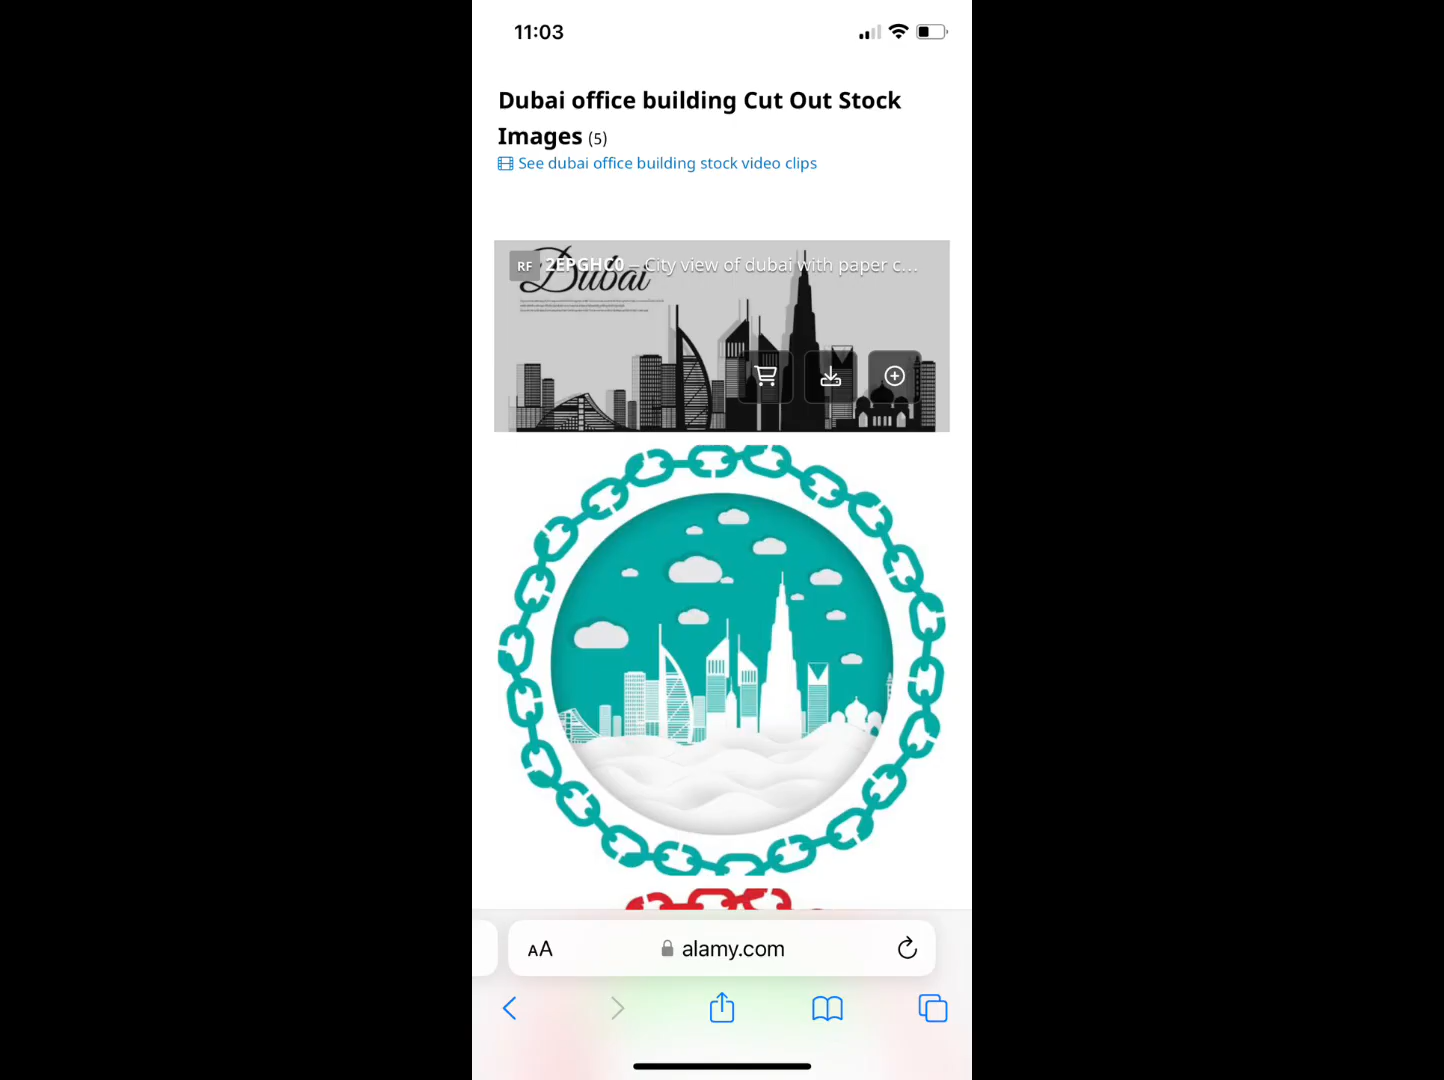 11:03
Dubai office building Cut Out Stock
Images (5)
See dubai office building stock video clips
RF 2EPGHC0 – City view of dubai with paper c...
Dubai
AA alamy.com